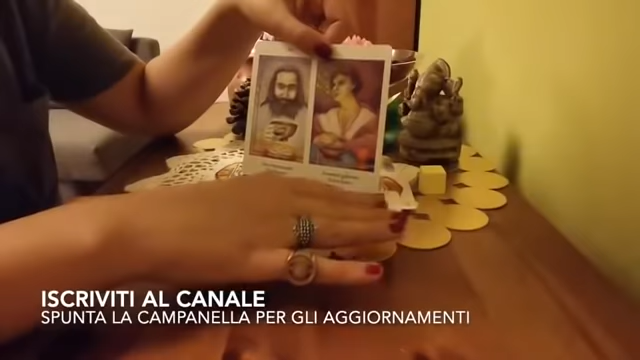 ISCRIVITI AL CANALE
SPUNTA LA CAMPANELLA PER GLI AGGIORNAMENTI